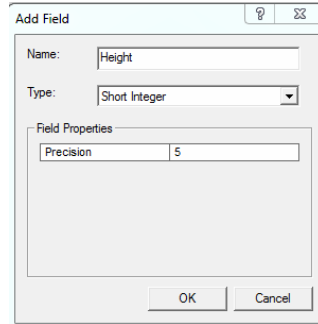 Add Field
Name: Height
Type: Short Integer
Field Properties
Precision 5
OK Cancel